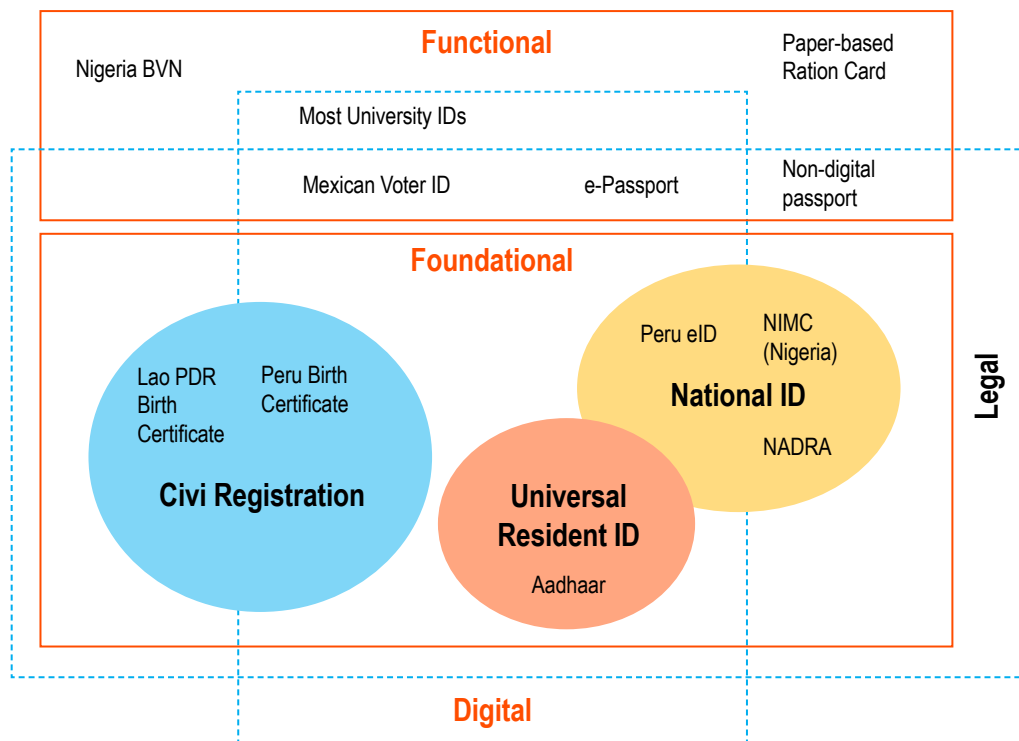 Functional
Nigeria BVN
Paper-based
Ration Card
Most University IDs
Mexican Voter ID
e-Passport
Non-digital
passport
Foundational
Lao PDR
Birth
Certificate
Peru Birth
Certificate
Civi Registration
Peru eID
NIMC
(Nigeria)
National ID
NADRA
Universal
Resident ID
Aadhaar
Legal
Digital